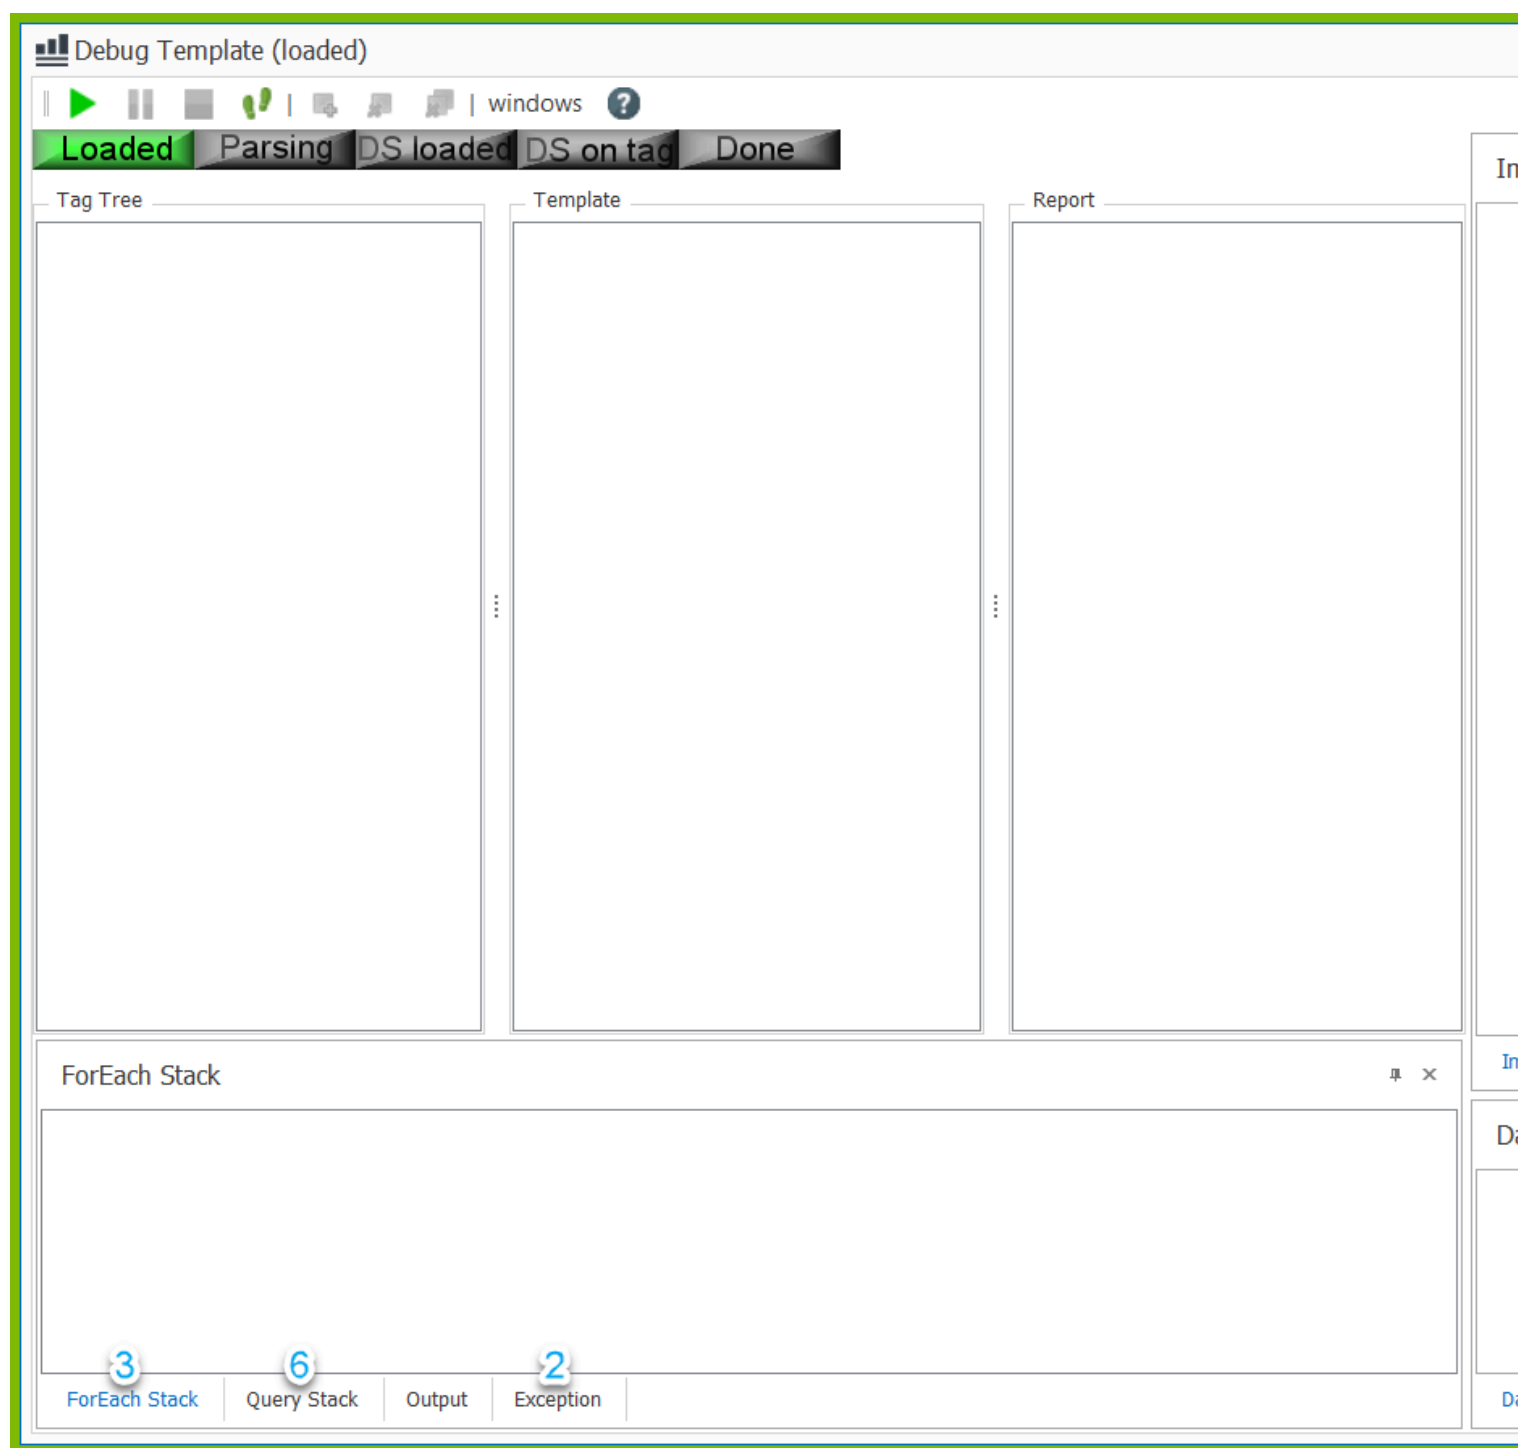 Debug Template (loaded)
windows ?
Loaded Parsing DS loaded DS on tag Done
Tag Tree Template Report
ForEach Stack
3 6 2
ForEach Stack Query Stack Output Exception